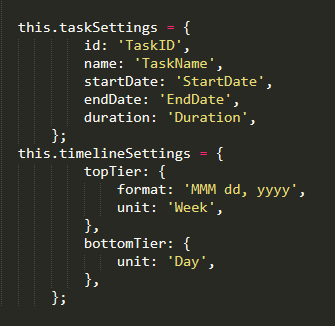 this.taskSettings = {
id: 'TaskID',
name: 'TaskName',
startDate: 'StartDate',
endDate: 'EndDate',
duration: 'Duration',
};
this.timelineSettings = {
topTier: {
format: 'MMM dd, yyyy',
unit: 'Week',
},
bottomTier: {
unit: 'Day',
},
};